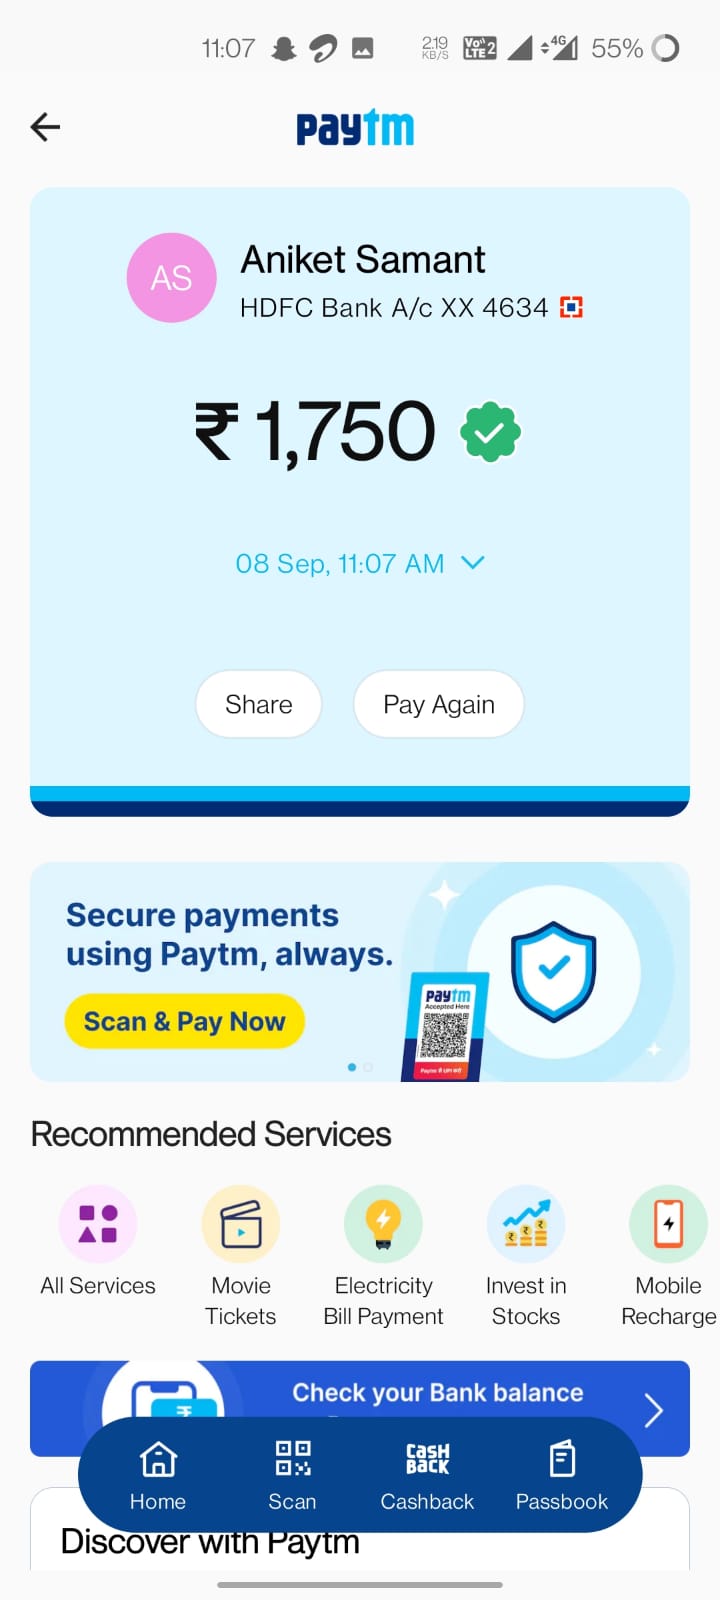 11:07
2.19 KB/S
Vo)) LTE 2
4G
55%
paytm
AS
Aniket Samant
HDFC Bank A/c XX 4634
₹ 1,750
08 Sep, 11:07 AM
Share
Pay Again
Secure payments
using Paytm, always.
Scan & Pay Now
paytm
Accepted Here
Recommended Services
All Services
Movie
Tickets
Electricity
Bill Payment
Invest in
Stocks
Mobile
Recharge
Check your Bank balance
Home
Scan
CASH BACK
Cashback
Passbook
Discover with Paytm